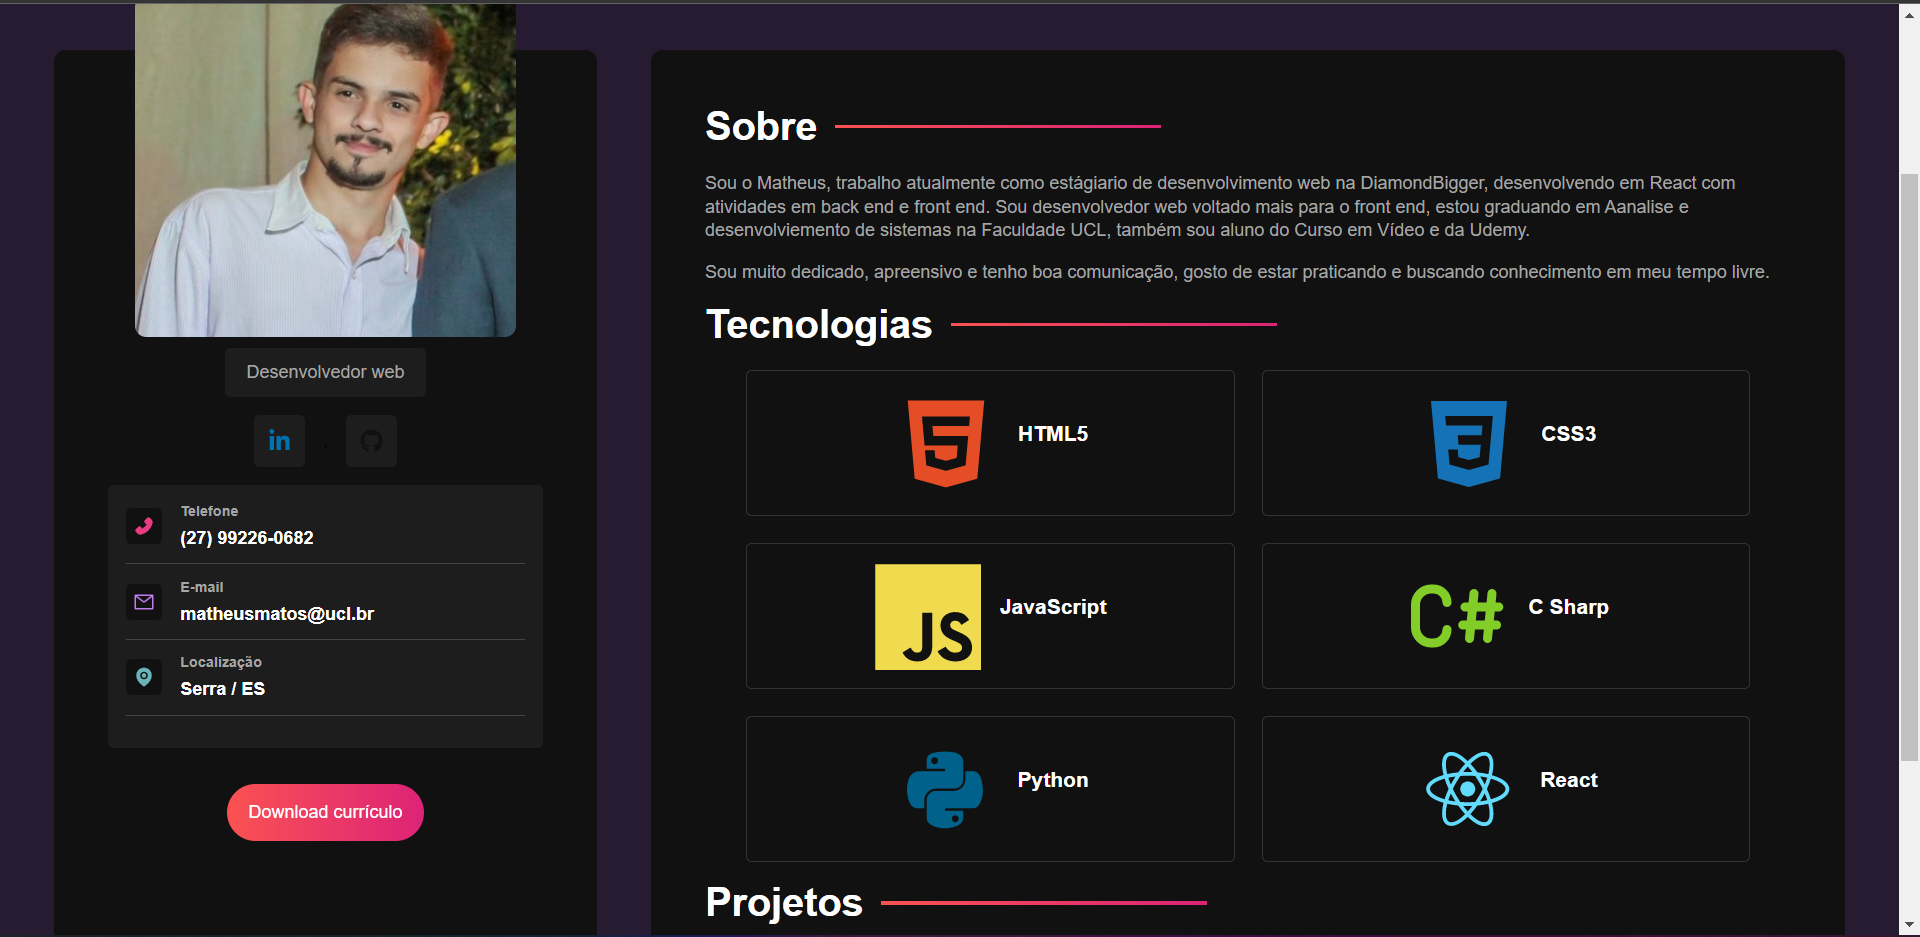 Desenvolvedor web
in
Telefone
(27) 99226-0682
E-mail
matheusmatos@ucl.br
Localização
Serra / ES
Download currículo
Sobre
Sou o Matheus, trabalho atualmente como estágiario de desenvolvimento web na DiamondBigger, desenvolvendo em React com
atividades em back end e front end. Sou desenvolvedor web voltado mais para o front end, estou graduando em Aanalise e
desenvolviemento de sistemas na Faculdade UCL, também sou aluno do Curso em Vídeo e da Udemy.
Sou muito dedicado, apreensivo e tenho boa comunicação, gosto de estar praticando e buscando conhecimento em meu tempo livre.
Tecnologias
5 HTML5
3 CSS3
JS JavaScript
C# C Sharp
Python
React
Projetos